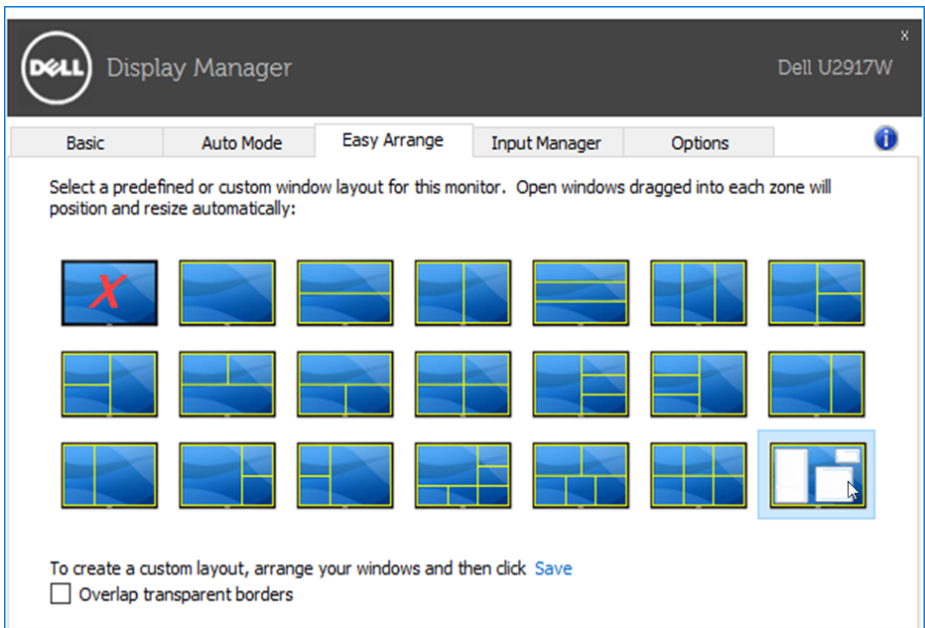 x
DELL Display Manager Dell U2917W
Basic Auto Mode Easy Arrange Input Manager Options i
Select a predefined or custom window layout for this monitor. Open windows dragged into each zone will
position and resize automatically:
X
To create a custom layout, arrange your windows and then click Save
Overlap transparent borders